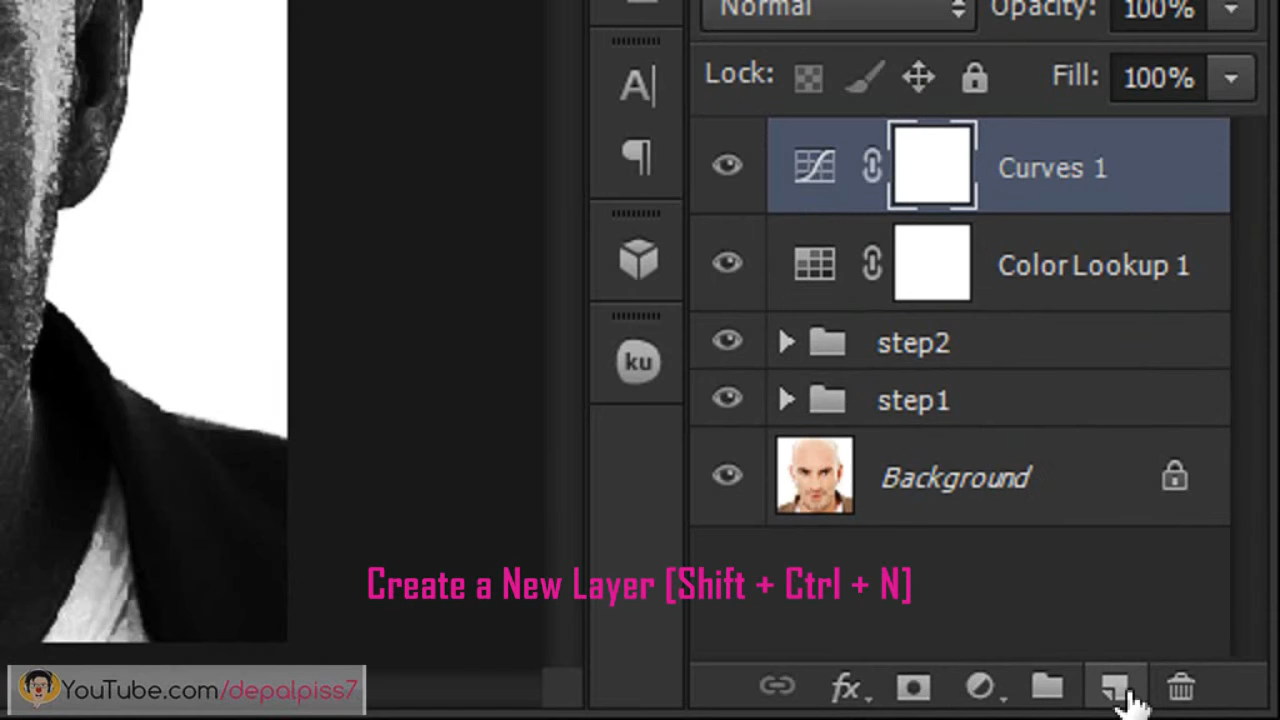 Normal Opacity: 100%
Lock: Fill: 100%
A|
Curves 1
Color Lookup 1
ku
step2
step1
Background
Create a New Layer [Shift + Ctrl + N]
fx
YouTube.com/depalpiss7